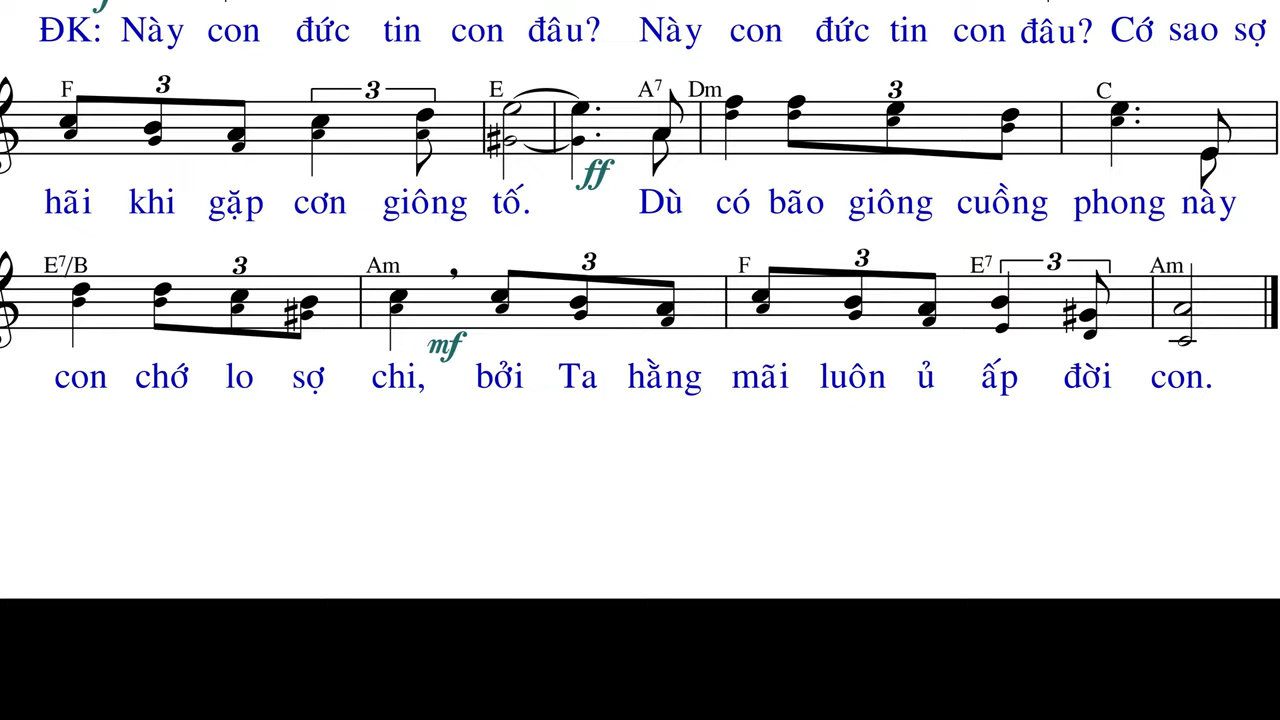 ĐK: Này con đức tin con đâu? Này con đức tin con đâu? Cớ sao sợ
F 3 3 E A7 Dm 3 C
ff
hãi khi gặp cơn giông tố. Dù có bão giông cuồng phong này
E7/B 3 Am 3 F 3 E7 3 Am
mf
con chớ lo sợ chi, bởi Ta hằng mãi luôn ủ ấp đời con.